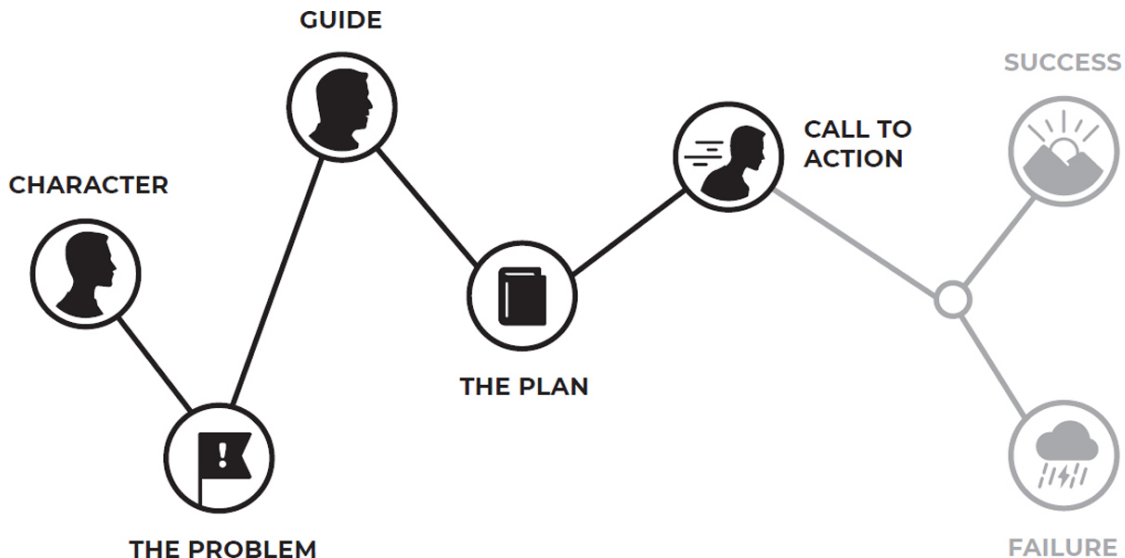 GUIDE
SUCCESS
CALL TO
ACTION
CHARACTER
!
THE PLAN
THE PROBLEM
FAILURE